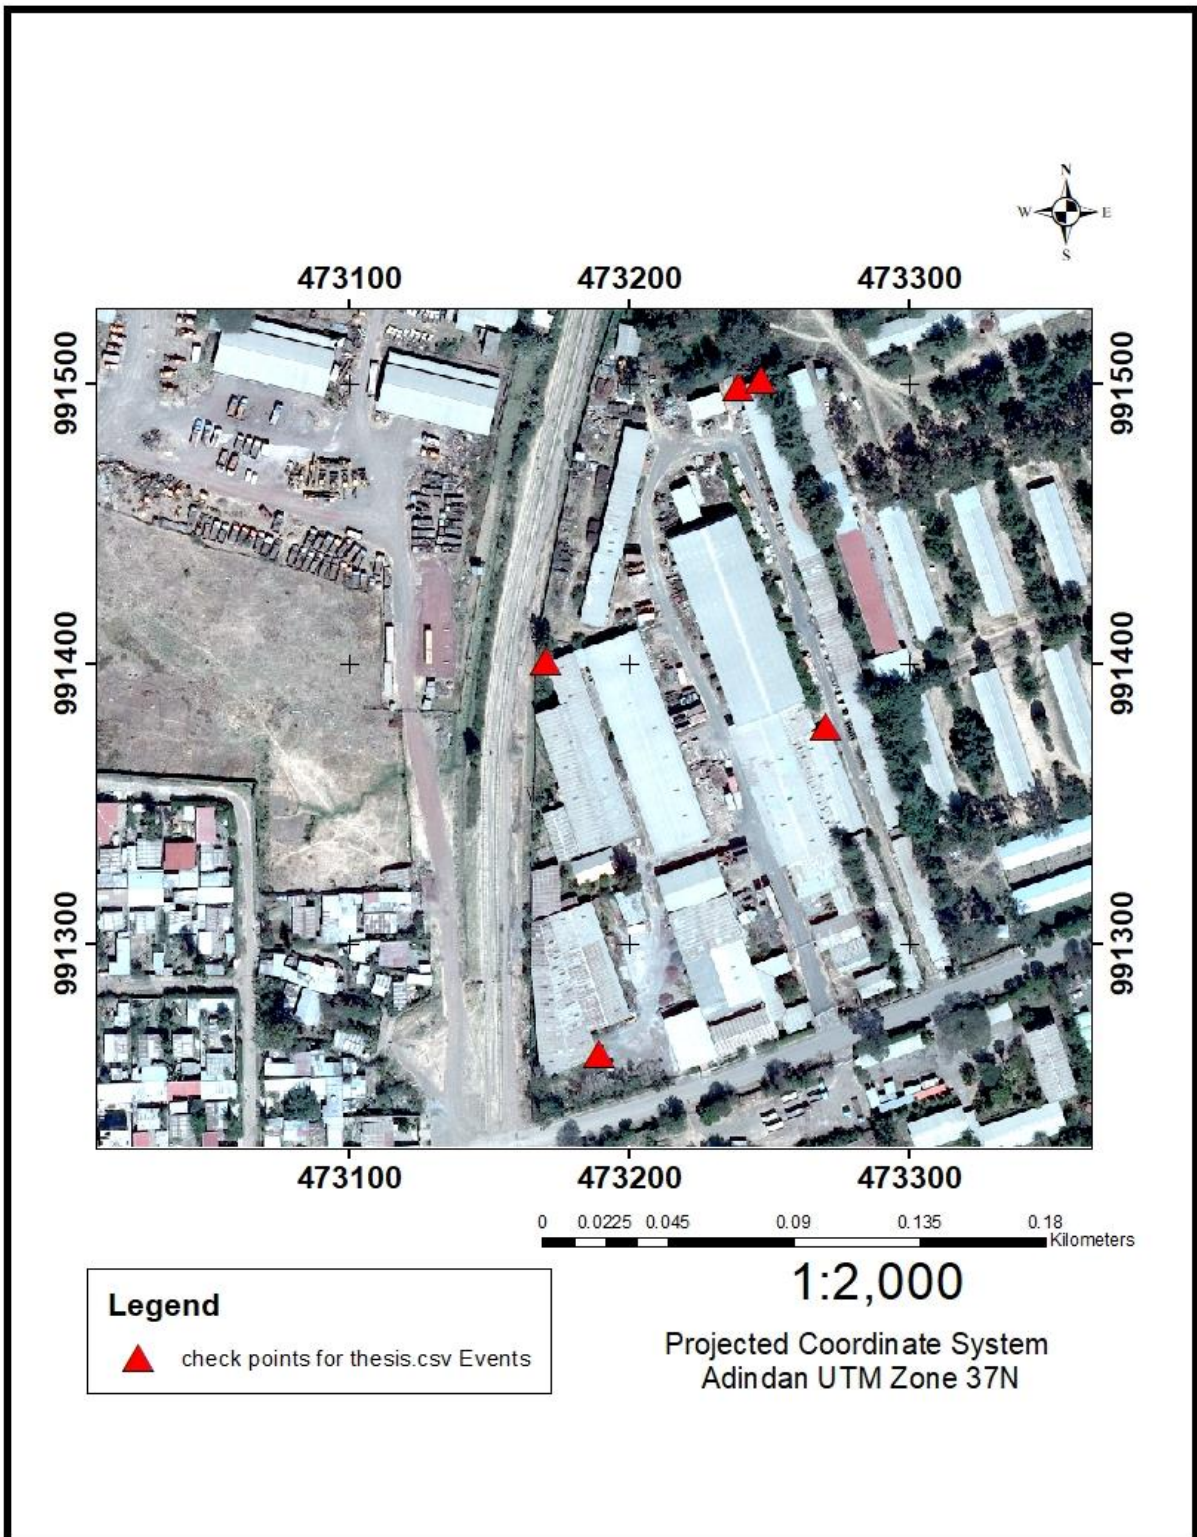 N
W E
S
473100 473200 473300
991500 991500
991400 991400
991300 991300
473100 473200 473300
0 0.0225 0.045 0.09 0.135 0.18
Kilometers
1:2,000
Legend
check points for thesis.csv Events
Projected Coordinate System
Adindan UTM Zone 37N